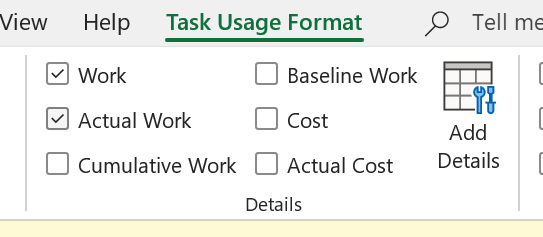 View Help Task Usage Format Tell me
Work Baseline Work
Actual Work Cost Add
Cumulative Work Actual Cost Details
Details